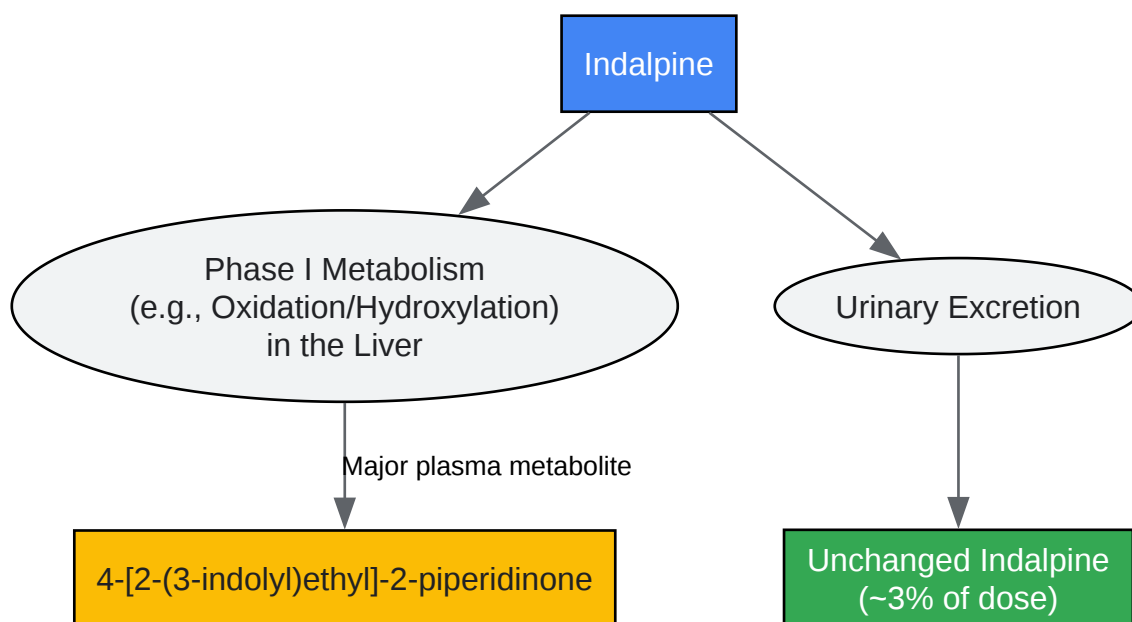 Indalpine
Phase I Metabolism
(e.g., Oxidation/Hydroxylation)
in the Liver
Urinary Excretion
Major plasma metabolite
4-[2-(3-indolyl)ethyl]-2-piperidinone
Unchanged Indalpine
(~3% of dose)